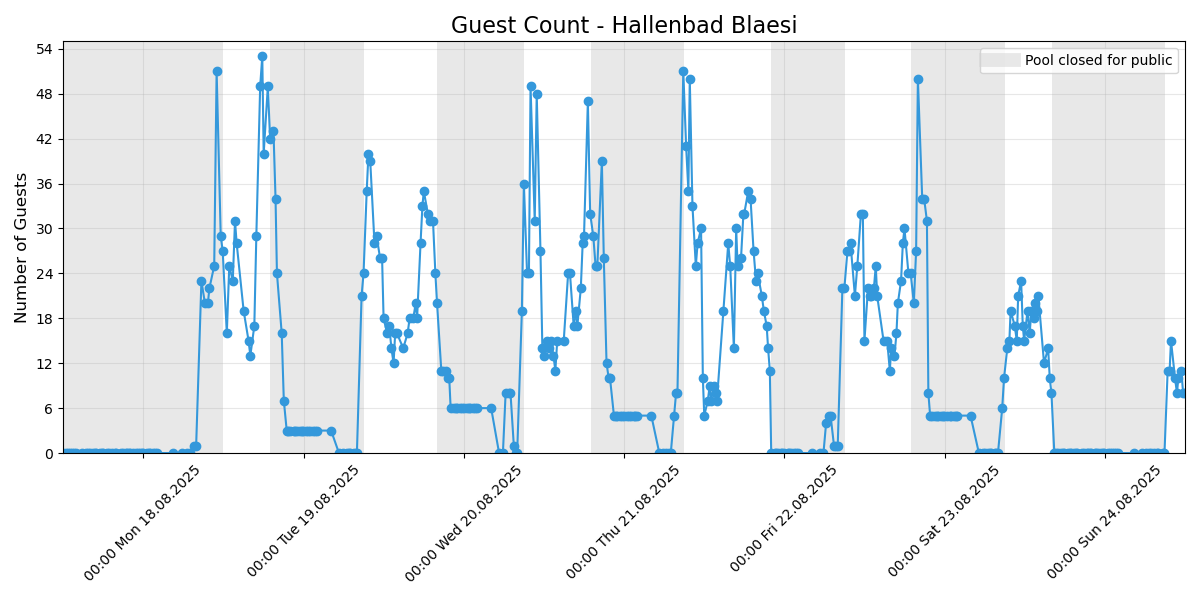 Guest Count - Hallenbad Blaesi
Pool closed for public
Number of Guests
54
48
42
36
30
24
18
12
6
0
00:00 Mon 18.08.2025
00:00 Tue 19.08.2025
00:00 Wed 20.08.2025
00:00 Thu 21.08.2025
00:00 Fri 22.08.2025
00:00 Sat 23.08.2025
00:00 Sun 24.08.2025